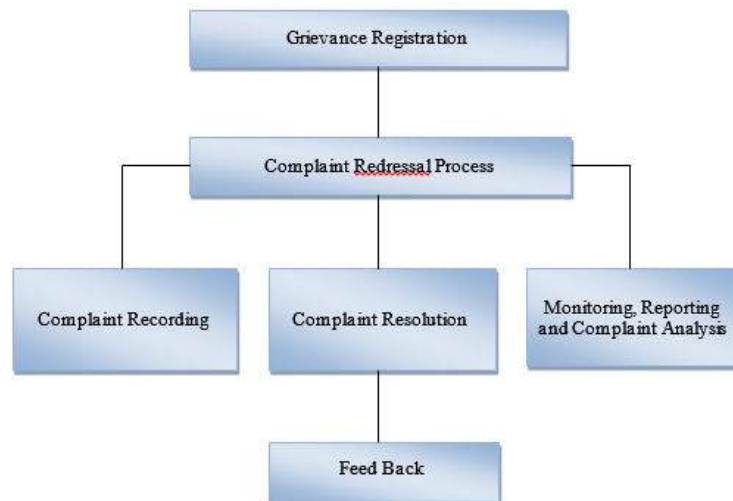 Grievance Registration
Complaint Redressal Process
Complaint Recording
Complaint Resolution
Monitoring, Reporting
and Complaint Analysis
Feed Back